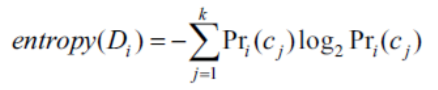 entropy(D_i) = -\sum_{j=1}^{k} Pr_i(c_j) log_2 Pr_i(c_j)